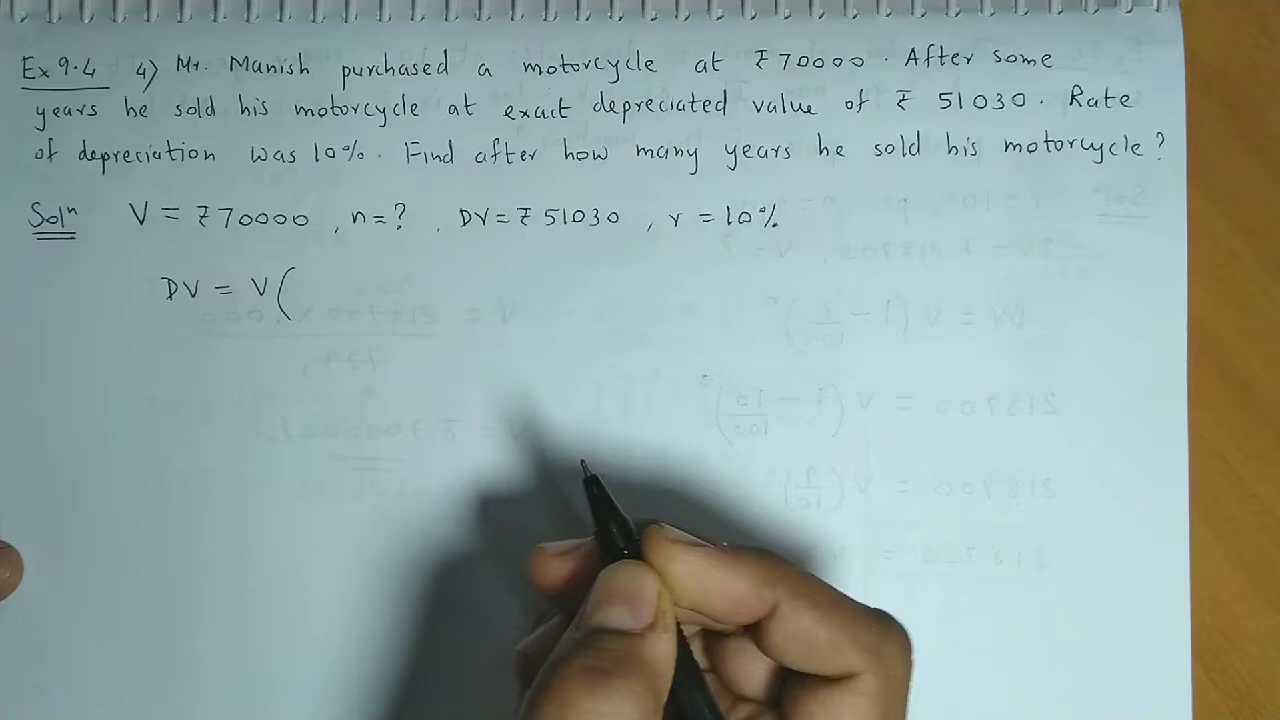 Ex 9.4 4) Mr. Manish purchased a motorcycle at ₹70000. After some
years he sold his motorcycle at exact depreciated value of ₹ 51030. Rate
of depreciation was 10%. Find after how many years he sold his motorcycle?
Solⁿ V = ₹70000, n=?, DV=₹51030, r=10%
DV = V(